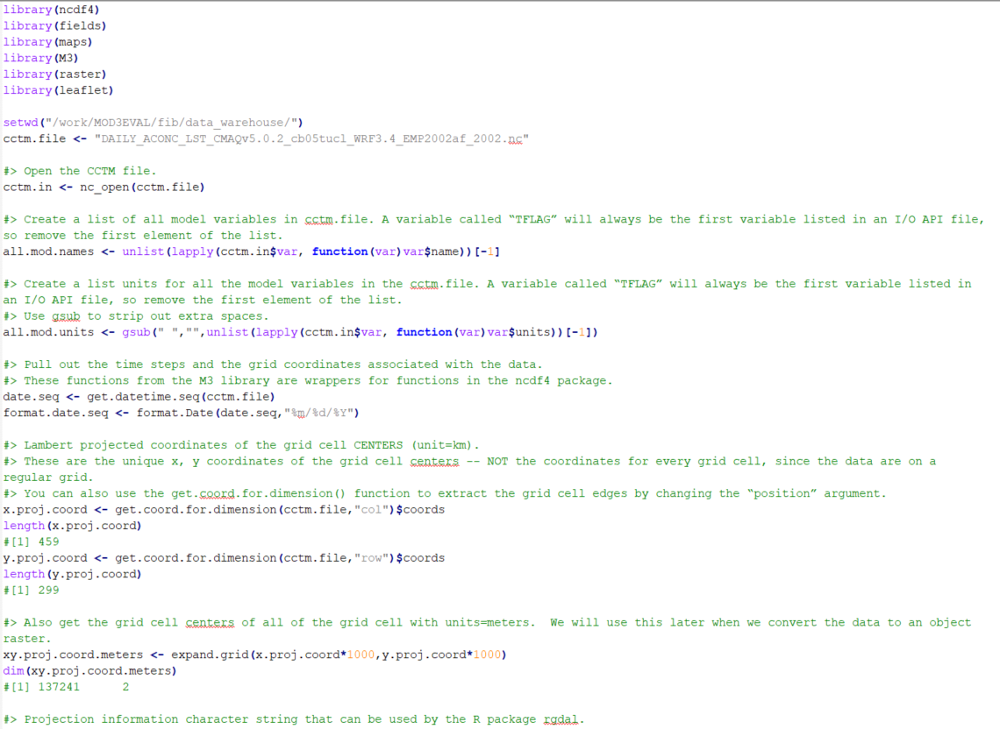 library(ncdf4)
library(fields)
library(maps)
library(M3)
library(raster)
library(leaflet)
setwd("/work/MOD3EVAL/fib/data_warehouse/")
cctm.file <- "DAILY_ACONC_LST_CMAQv5.0.2_cb05tucl_WRF3.4_EMP2002af_2002.nc"
#> Open the CCTM file.
cctm.in <- nc_open(cctm.file)
#> Create a list of all model variables in cctm.file. A variable called “TFLAG” will always be the first variable listed in an I/O API file,
so remove the first element of the list.
all.mod.names <- unlist(lapply(cctm.in$var, function(var)var$name))[-1]
#> Create a list units for all the model variables in the cctm.file. A variable called “TFLAG” will always be the first variable listed in
an I/O API file, so remove the first element of the list.
#> Use gsub to strip out extra spaces.
all.mod.units <- gsub(" ","",unlist(lapply(cctm.in$var, function(var)var$units))[-1])
#> Pull out the time steps and the grid coordinates associated with the data.
#> These functions from the M3 library are wrappers for functions in the ncdf4 package.
date.seq <- get.datetime.seq(cctm.file)
format.date.seq <- format.Date(date.seq,"%m/%d/%Y")
#> Lambert projected coordinates of the grid cell CENTERS (unit=km).
#> These are the unique x, y coordinates of the grid cell centers -- NOT the coordinates for every grid cell, since the data are on a
regular grid.
#> You can also use the get.coord.for.dimension() function to extract the grid cell edges by changing the “position” argument.
x.proj.coord <- get.coord.for.dimension(cctm.file,"col")$coords
length(x.proj.coord)
#[1] 459
y.proj.coord <- get.coord.for.dimension(cctm.file,"row")$coords
length(y.proj.coord)
#[1] 299
#> Also get the grid cell centers of all of the grid cell with units=meters.  We will use this later when we convert the data to an object
raster.
xy.proj.coord.meters <- expand.grid(x.proj.coord*1000,y.proj.coord*1000)
dim(xy.proj.coord.meters)
#[1] 137241      2
#> Projection information character string that can be used by the R package rgdal.